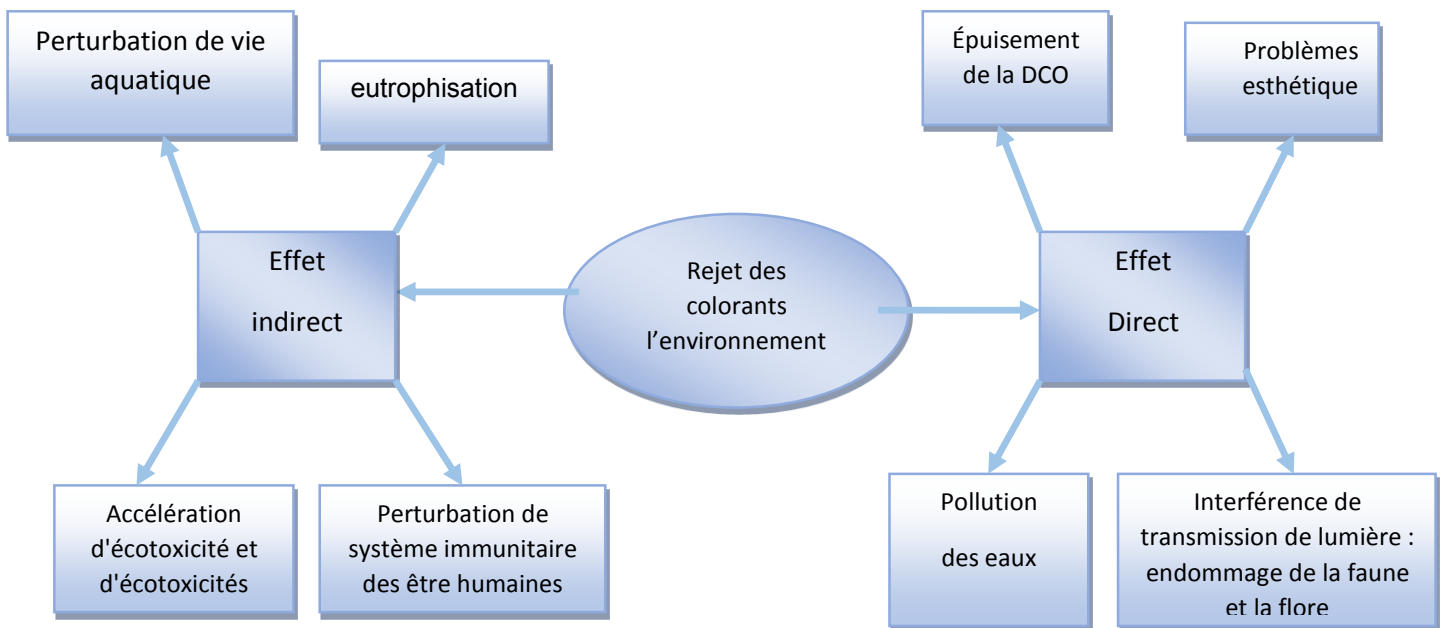 Perturbation de vie
aquatique
eutrophisation
Épuisement
de la DCO
Problèmes
esthétique
Effet
indirect
Rejet des
colorants
l’environnement
Effet
Direct
Accélération
d'écotoxicité et
d'écotoxicités
Perturbation de
système immunitaire
des être humaines
Pollution
des eaux
Interférence de
transmission de lumière :
endommage de la faune
et la flore